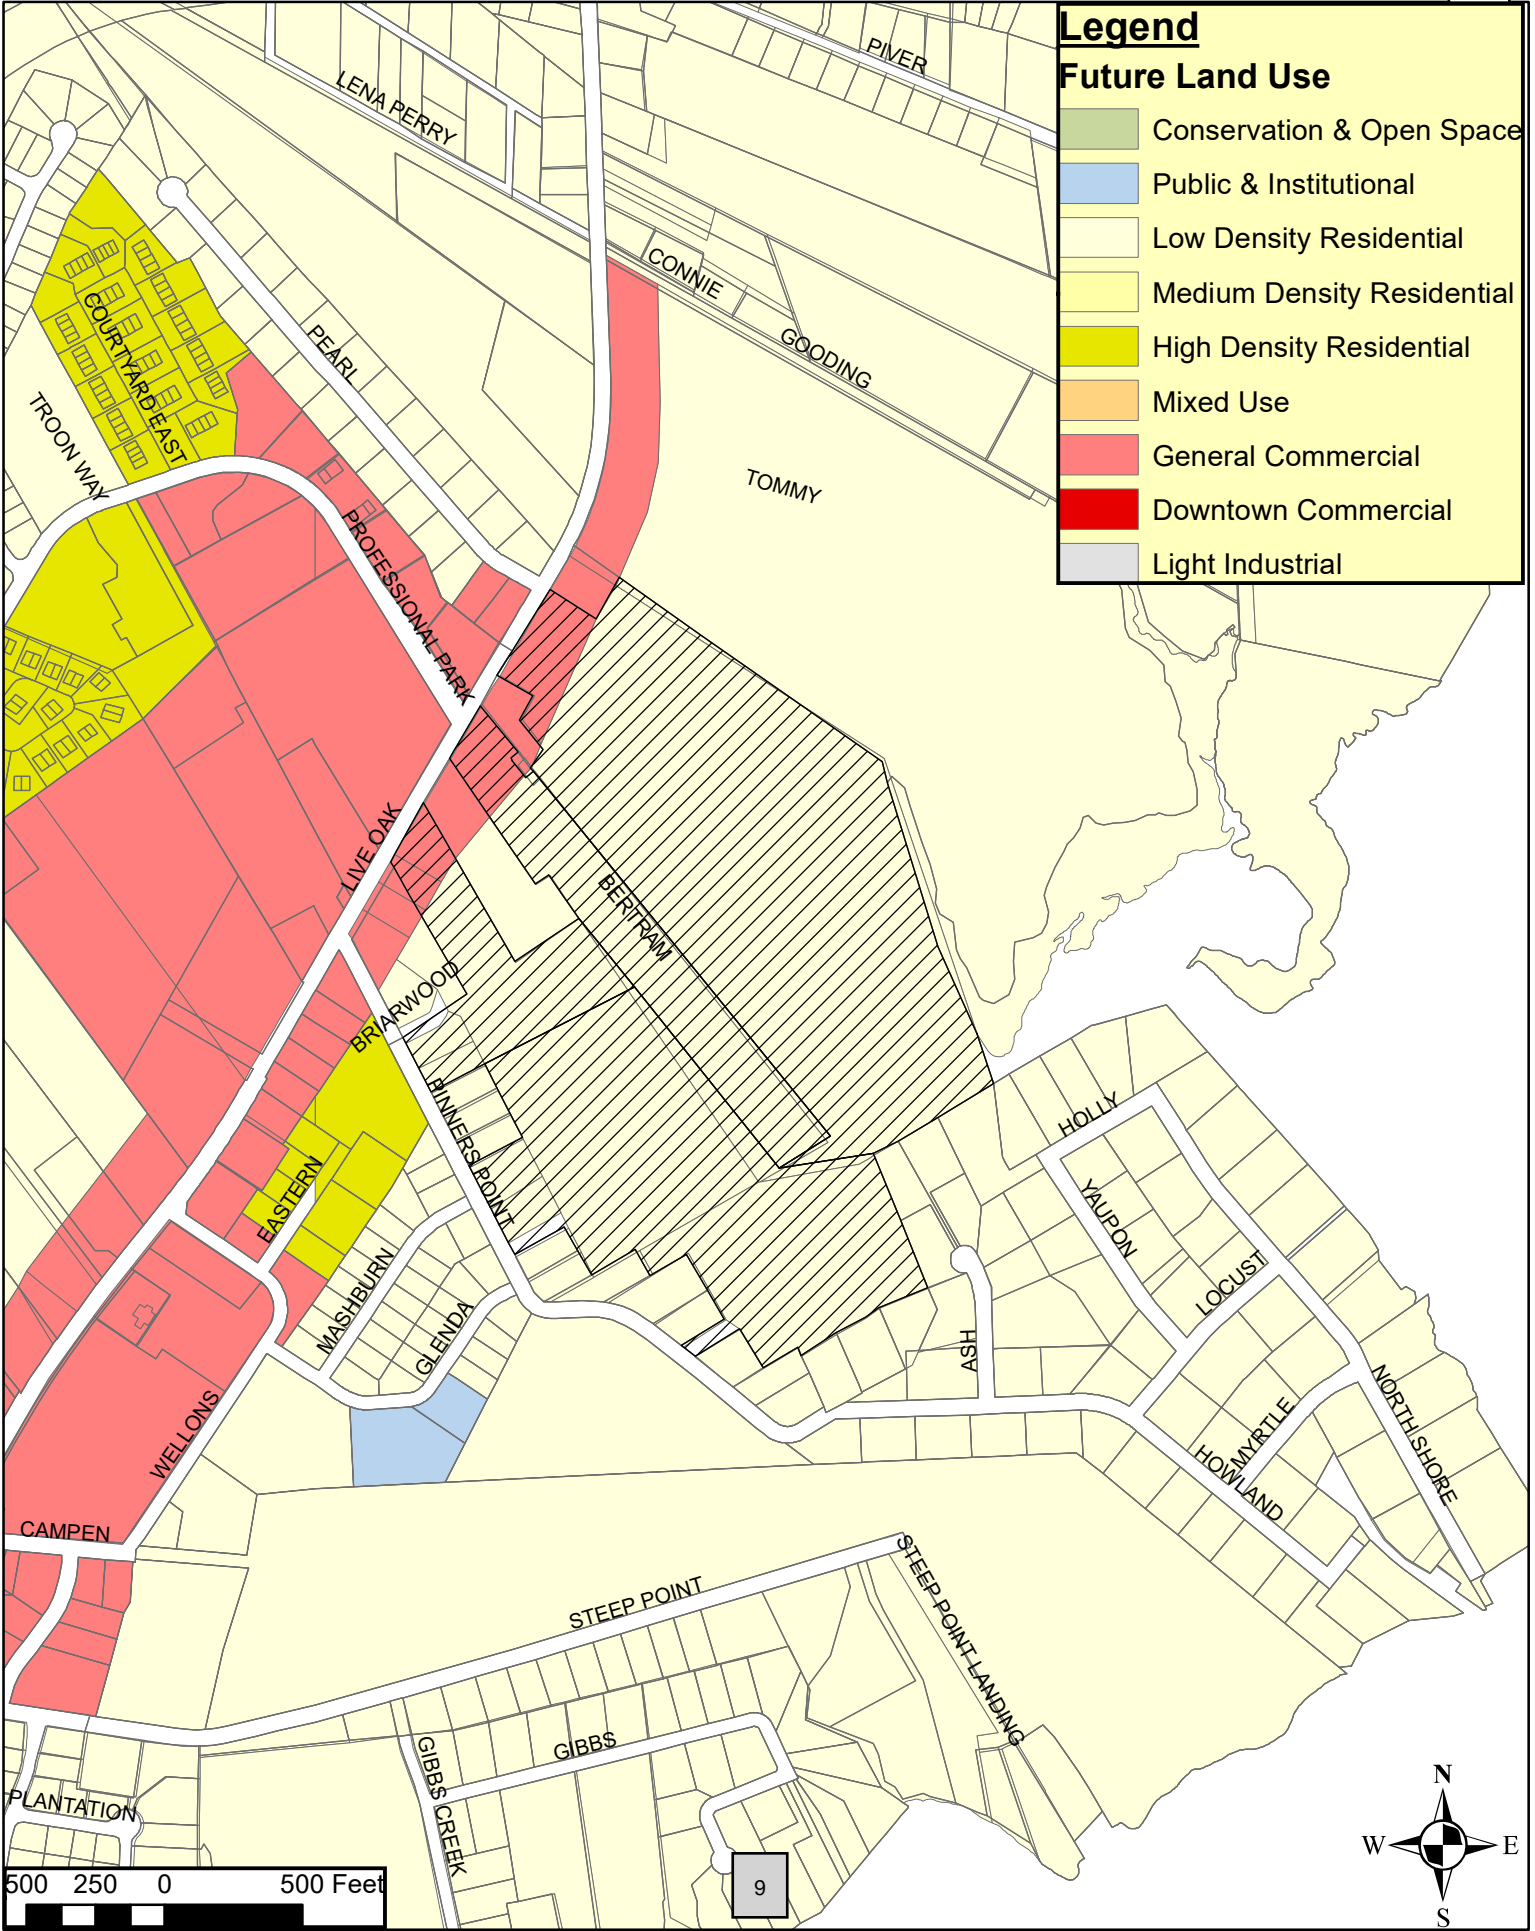 Legend
Future Land Use
Conservation & Open Space
Public & Institutional
Low Density Residential
Medium Density Residential
High Density Residential
Mixed Use
General Commercial
Downtown Commercial
Light Industrial
PIVER
LENA PERRY
CONNIE
GOODING
COURTYARD EAST
PEARL
TROON WAY
TOMMY
PROFESSIONAL PARK
LIVE OAK
BERTRAM
BRIARWOOD
PINNERS POINT
HOLLY
EASTERN
YAUPON
MASHBURN
LOCUST
GLENDA
ASH
WELLONS
NORTH SHORE
MYRTLE
HOWLAND
CAMPEN
STEEP POINT
STEEP POINT LANDING
GIBBS
GIBBS CREEK
PLANTATION
N
W E
S
500 250 0 500 Feet
9